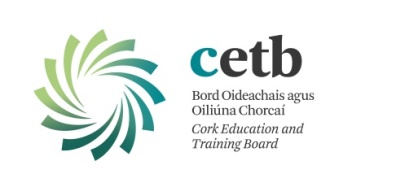 cetb
Bord Oideachais agus
Oiliúna Chorcaí
Cork Education and
Training Board